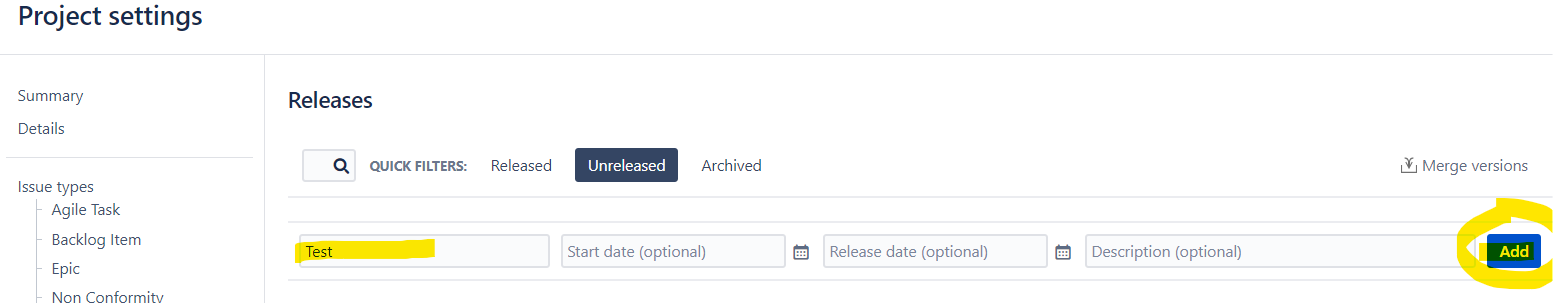 Project settings
Summary
Details
Issue types
Agile Task
Backlog Item
Epic
Non Conformity
Releases
QUICK FILTERS: Released Unreleased Archived Merge versions
Test Start date (optional) Release date (optional) Description (optional) Add